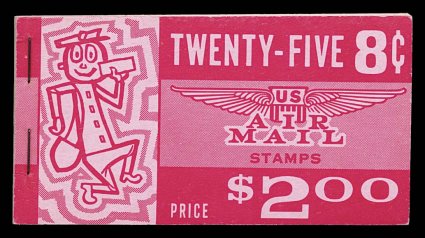 TWENTY-FIVE 8¢
US
AIR
MAIL
STAMPS
PRICE $2.00